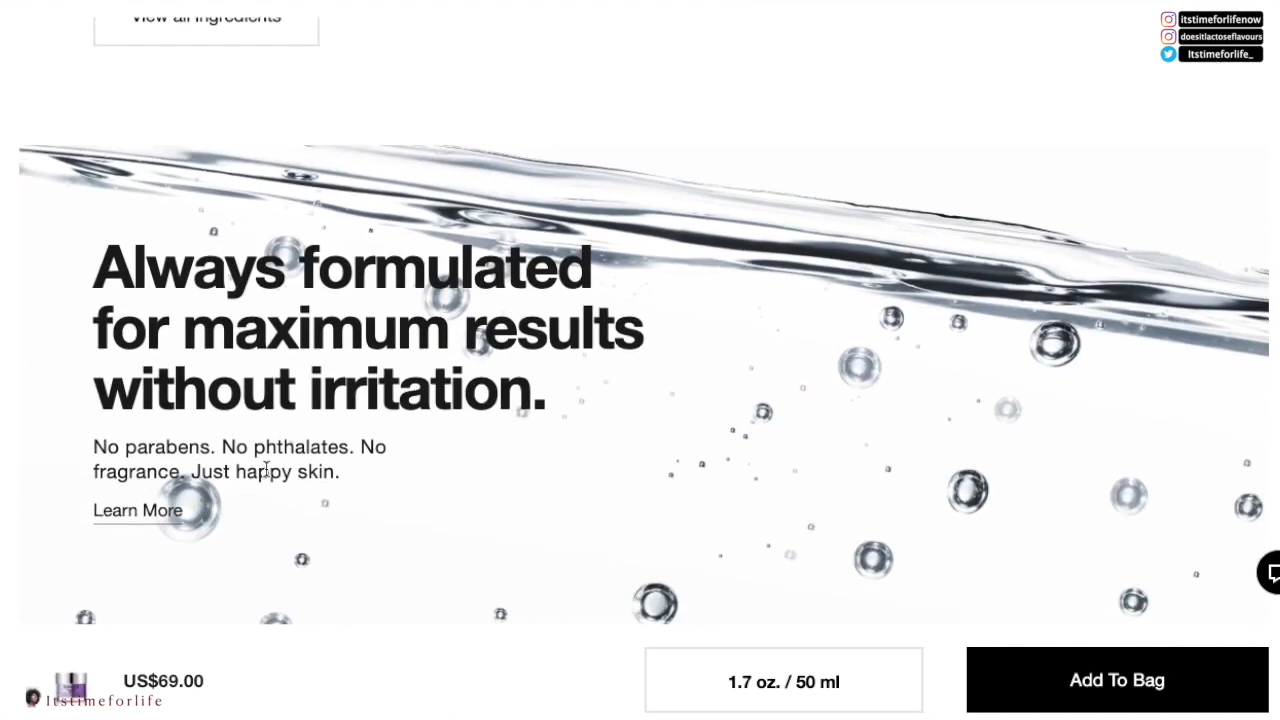 View all Ingredients
itstimeforlifenow
doesitlactoseflavours
Itstimeforlife_
Always formulated
for maximum results
without irritation.
No parabens. No phthalates. No
fragrance. Just happy skin.
Learn More
US$69.00
Itstimeforlife
1.7 oz. / 50 ml
Add To Bag